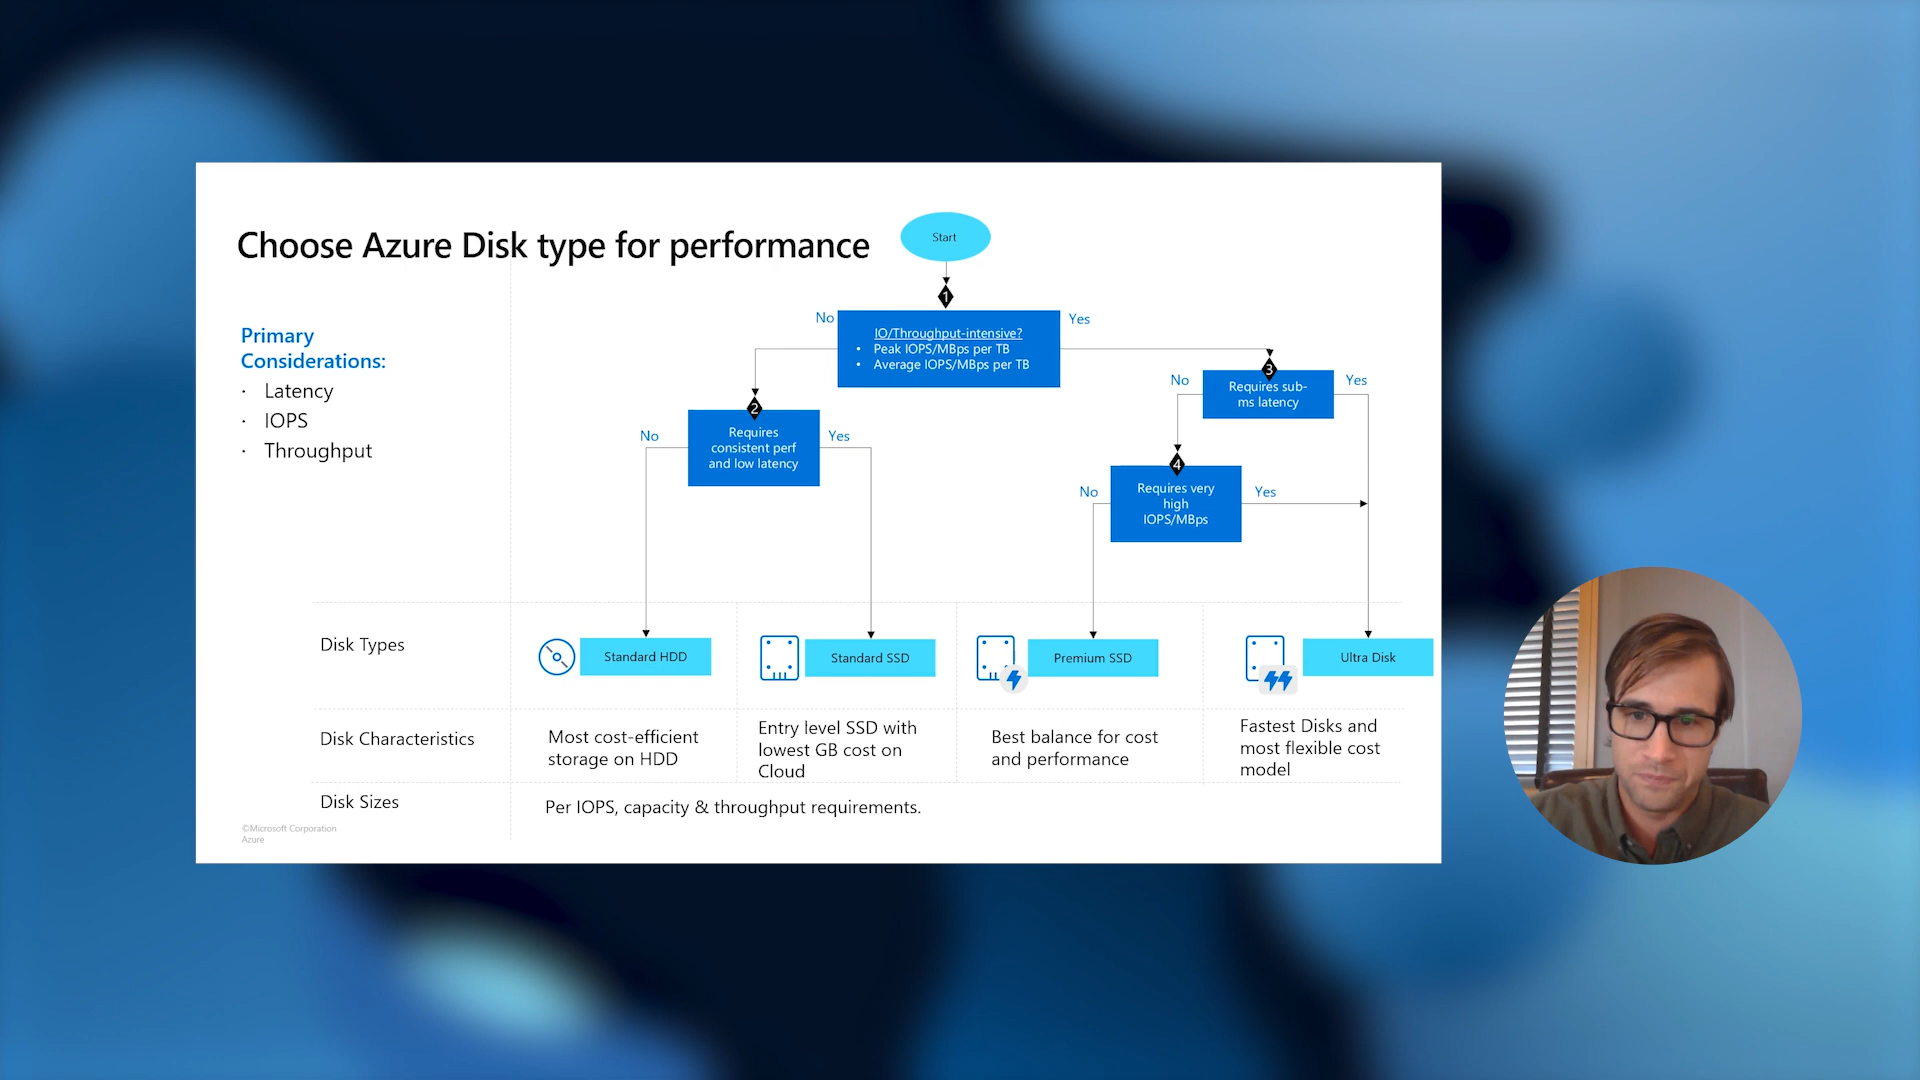 Choose Azure Disk type for performance
Start
1
No
IO/Throughput-intensive?
• Peak IOPS/MBps per TB
• Average IOPS/MBps per TB
Yes
Primary
Considerations:
· Latency
· IOPS
· Throughput
2
No
Requires
consistent perf
and low latency
Yes
3
No
Requires sub-
ms latency
Yes
4
No
Requires very
high
IOPS/MBps
Yes
Disk Types
Standard HDD
Standard SSD
Premium SSD
Ultra Disk
Disk Characteristics
Most cost-efficient
storage on HDD
Entry level SSD with
lowest GB cost on
Cloud
Best balance for cost
and performance
Fastest Disks and
most flexible cost
model
Disk Sizes
Per IOPS, capacity & throughput requirements.
©Microsoft Corporation
Azure